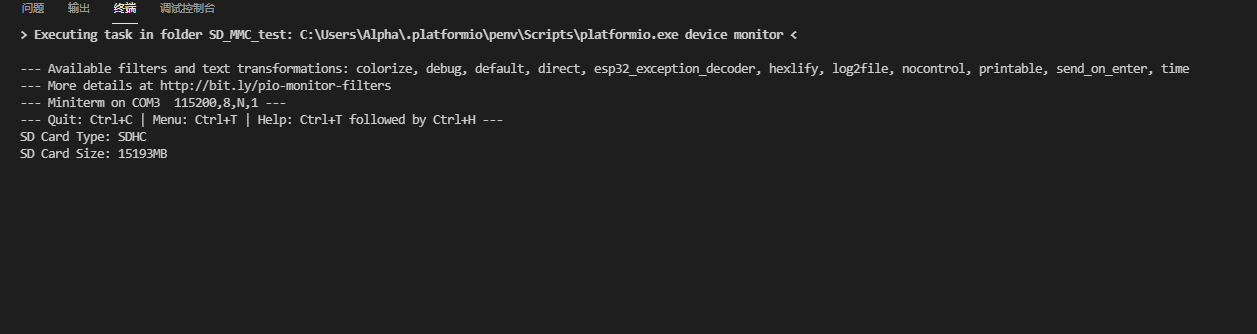 问题 输出 终端 调试控制台
> Executing task in folder SD_MMC_test: C:\Users\Alpha\.platformio\penv\Scripts\platformio.exe device monitor <
--- Available filters and text transformations: colorize, debug, default, direct, esp32_exception_decoder, hexlify, log2file, nocontrol, printable, send_on_enter, time
--- More details at http://bit.ly/pio-monitor-filters
--- Miniterm on COM3  115200,8,N,1 ---
--- Quit: Ctrl+C | Menu: Ctrl+T | Help: Ctrl+T followed by Ctrl+H ---
SD Card Type: SDHC
SD Card Size: 15193MB